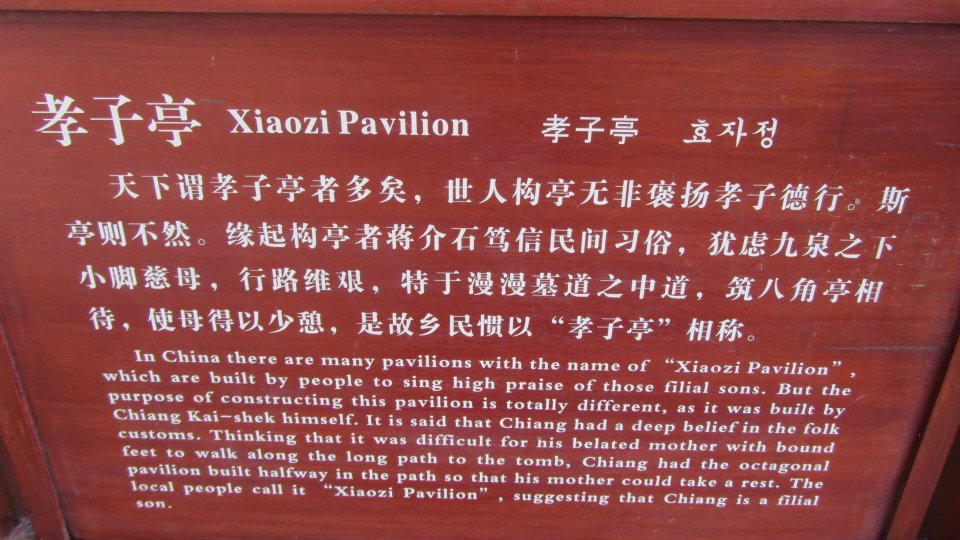 孝子亭 Xiaozi Pavilion 孝子亭 효자정
天下谓孝子亭者多矣，世人构亭无非褒扬孝子德行。斯
亭则不然。缘起构亭者蒋介石笃信民间习俗，犹虑九泉之下
小脚慈母，行路维艰，特于漫漫墓道之中道，筑八角亭相
待，使母得以少憩，是故乡民惯以“孝子亭”相称。
In China there are many pavilions with the name of “Xiaozi Pavilion”,
which are built by people to sing high praise of those filial sons. But the
purpose of constructing this pavilion is totally different, as it was built by
Chiang Kai-shek himself. It is said that Chiang had a deep belief in the folk
customs. Thinking that it was difficult for his belated mother with bound
feet to walk along the long path to the tomb, Chiang had the octagonal
pavilion built halfway in the path so that his mother could take a rest. The
local people call it “Xiaozi Pavilion”, suggesting that Chiang is a filial
son.